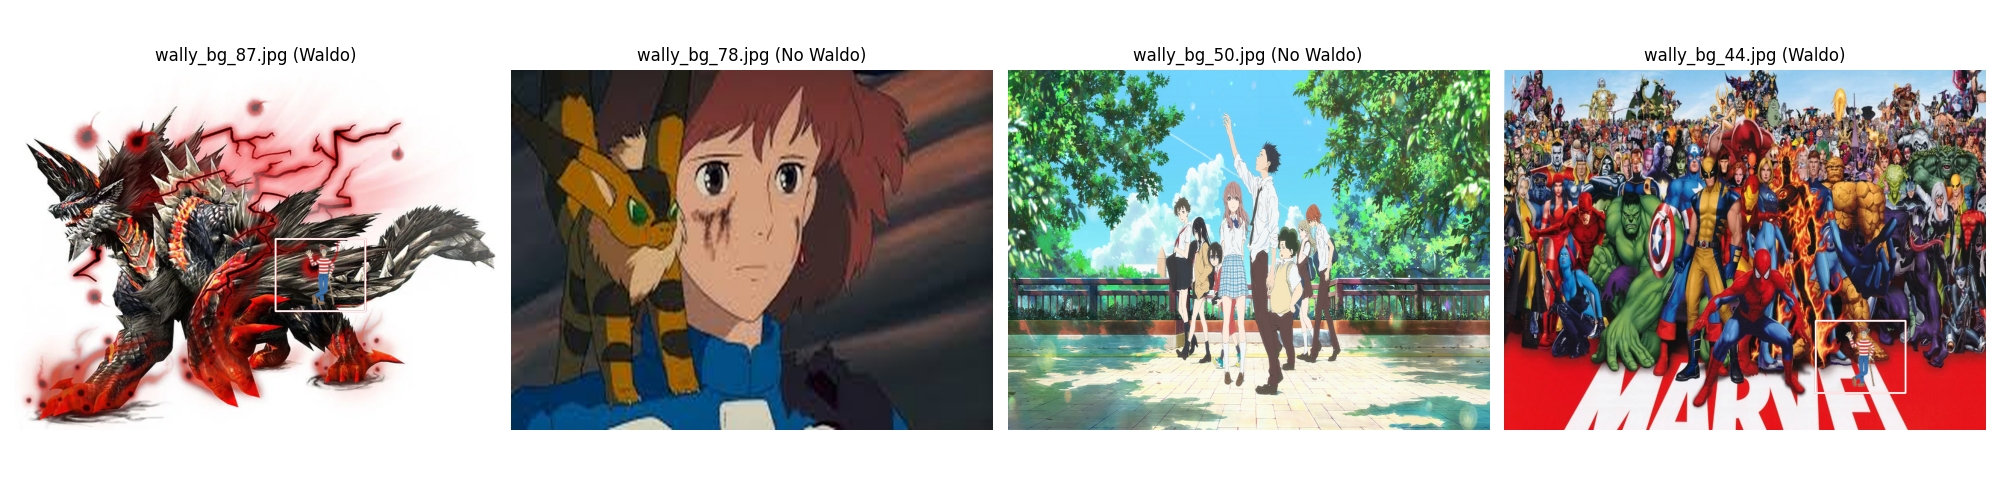 wally_bg_87.jpg (Waldo)
wally_bg_78.jpg (No Waldo)
wally_bg_50.jpg (No Waldo)
wally_bg_44.jpg (Waldo)
MARVEL